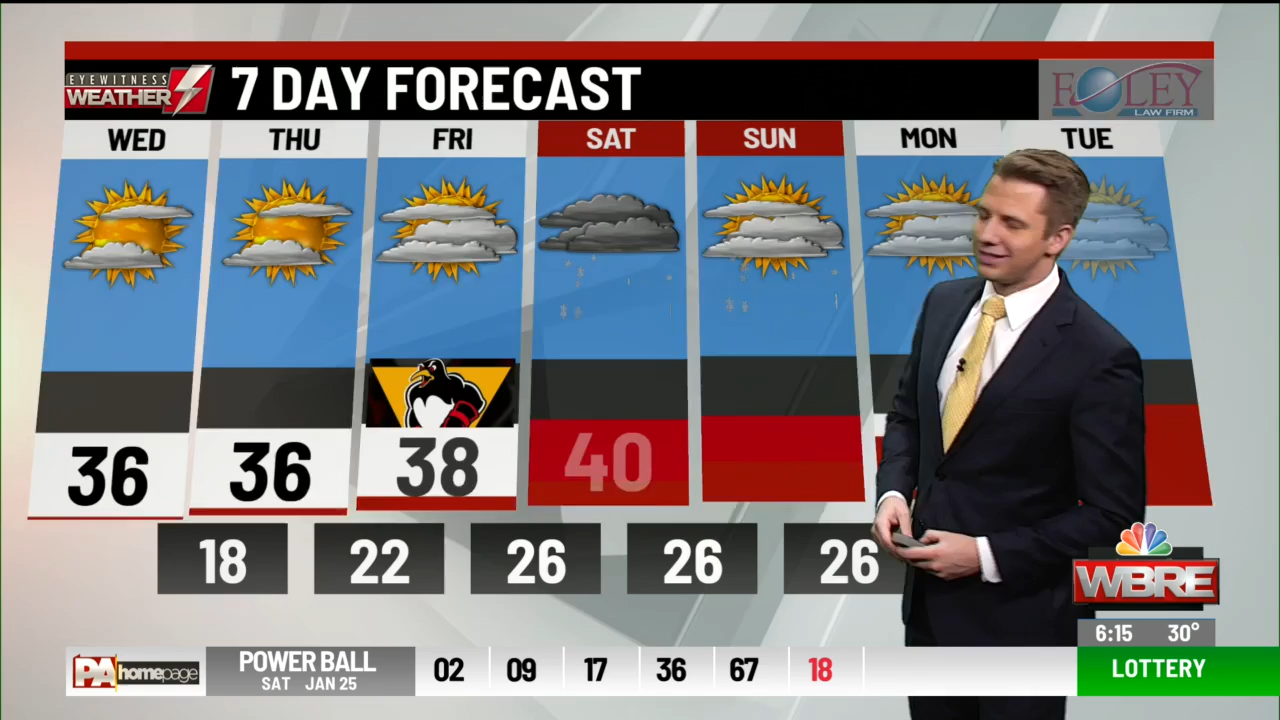 EYEWITNESS
WEATHER
7 DAY FORECAST
FOLEY
LAW FIRM
WED THU FRI SAT SUN MON TUE
36 36 38 40
18 22 26 26 26
WBRE
6:15 30°
PA homepage
POWER BALL
SAT JAN 25
02 09 17 36 67 18
LOTTERY